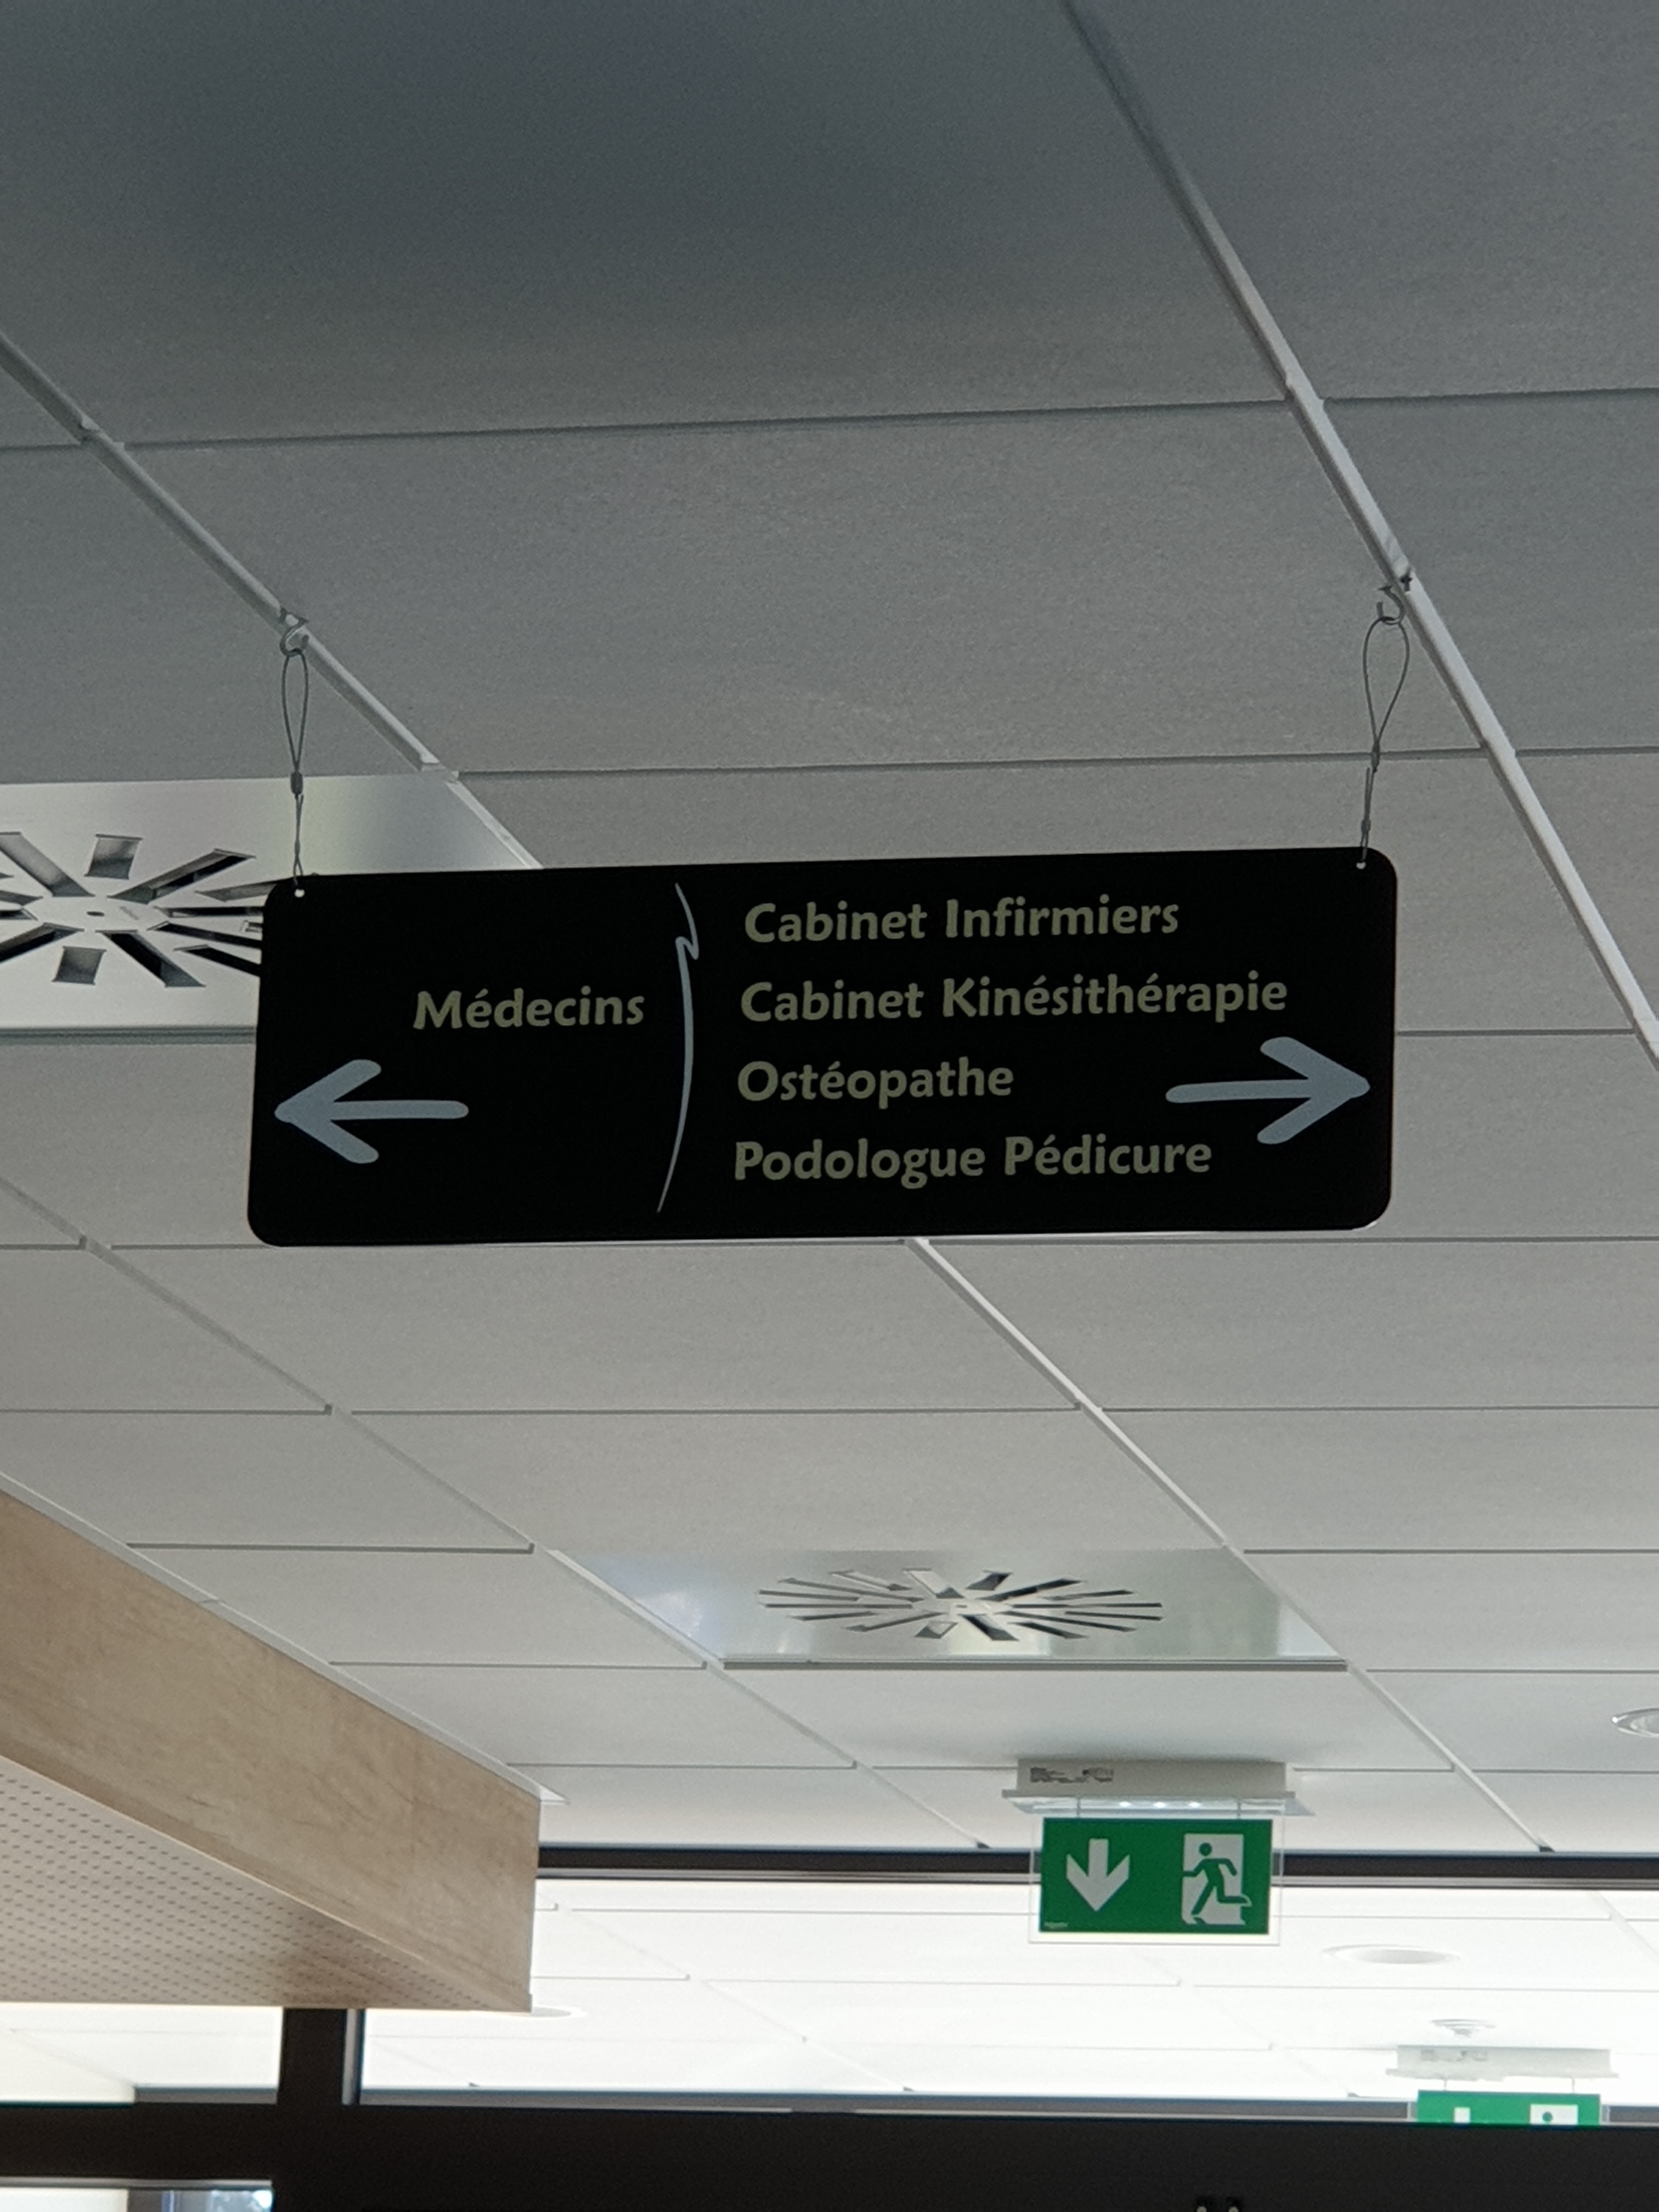 Médecins
Cabinet Infirmiers
Cabinet Kinésithérapie
Ostéopathe
Podologue Pédicure